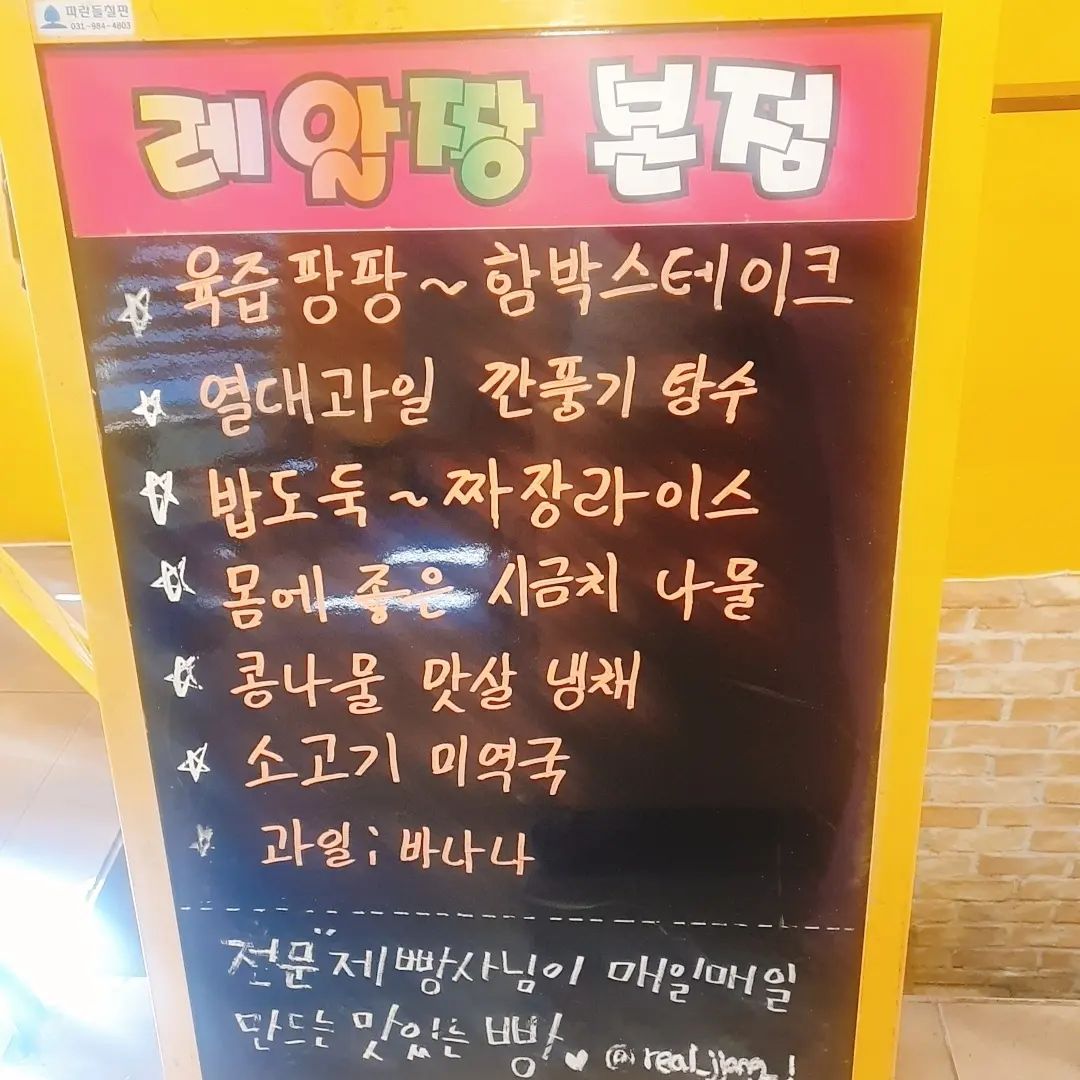 파란들칠판
031-984-4803
레알짱 본점
육즙 팡팡~함박스테이크
열대과일 깐풍기 탕수
밥도둑~짜장라이스
몸에 좋은 시금치 나물
콩나물 맛살 냉채
소고기 미역국
과일; 바나나
전문 제빵사님이 매일매일
만드는 맛있는 빵♥ @real_jjang_!